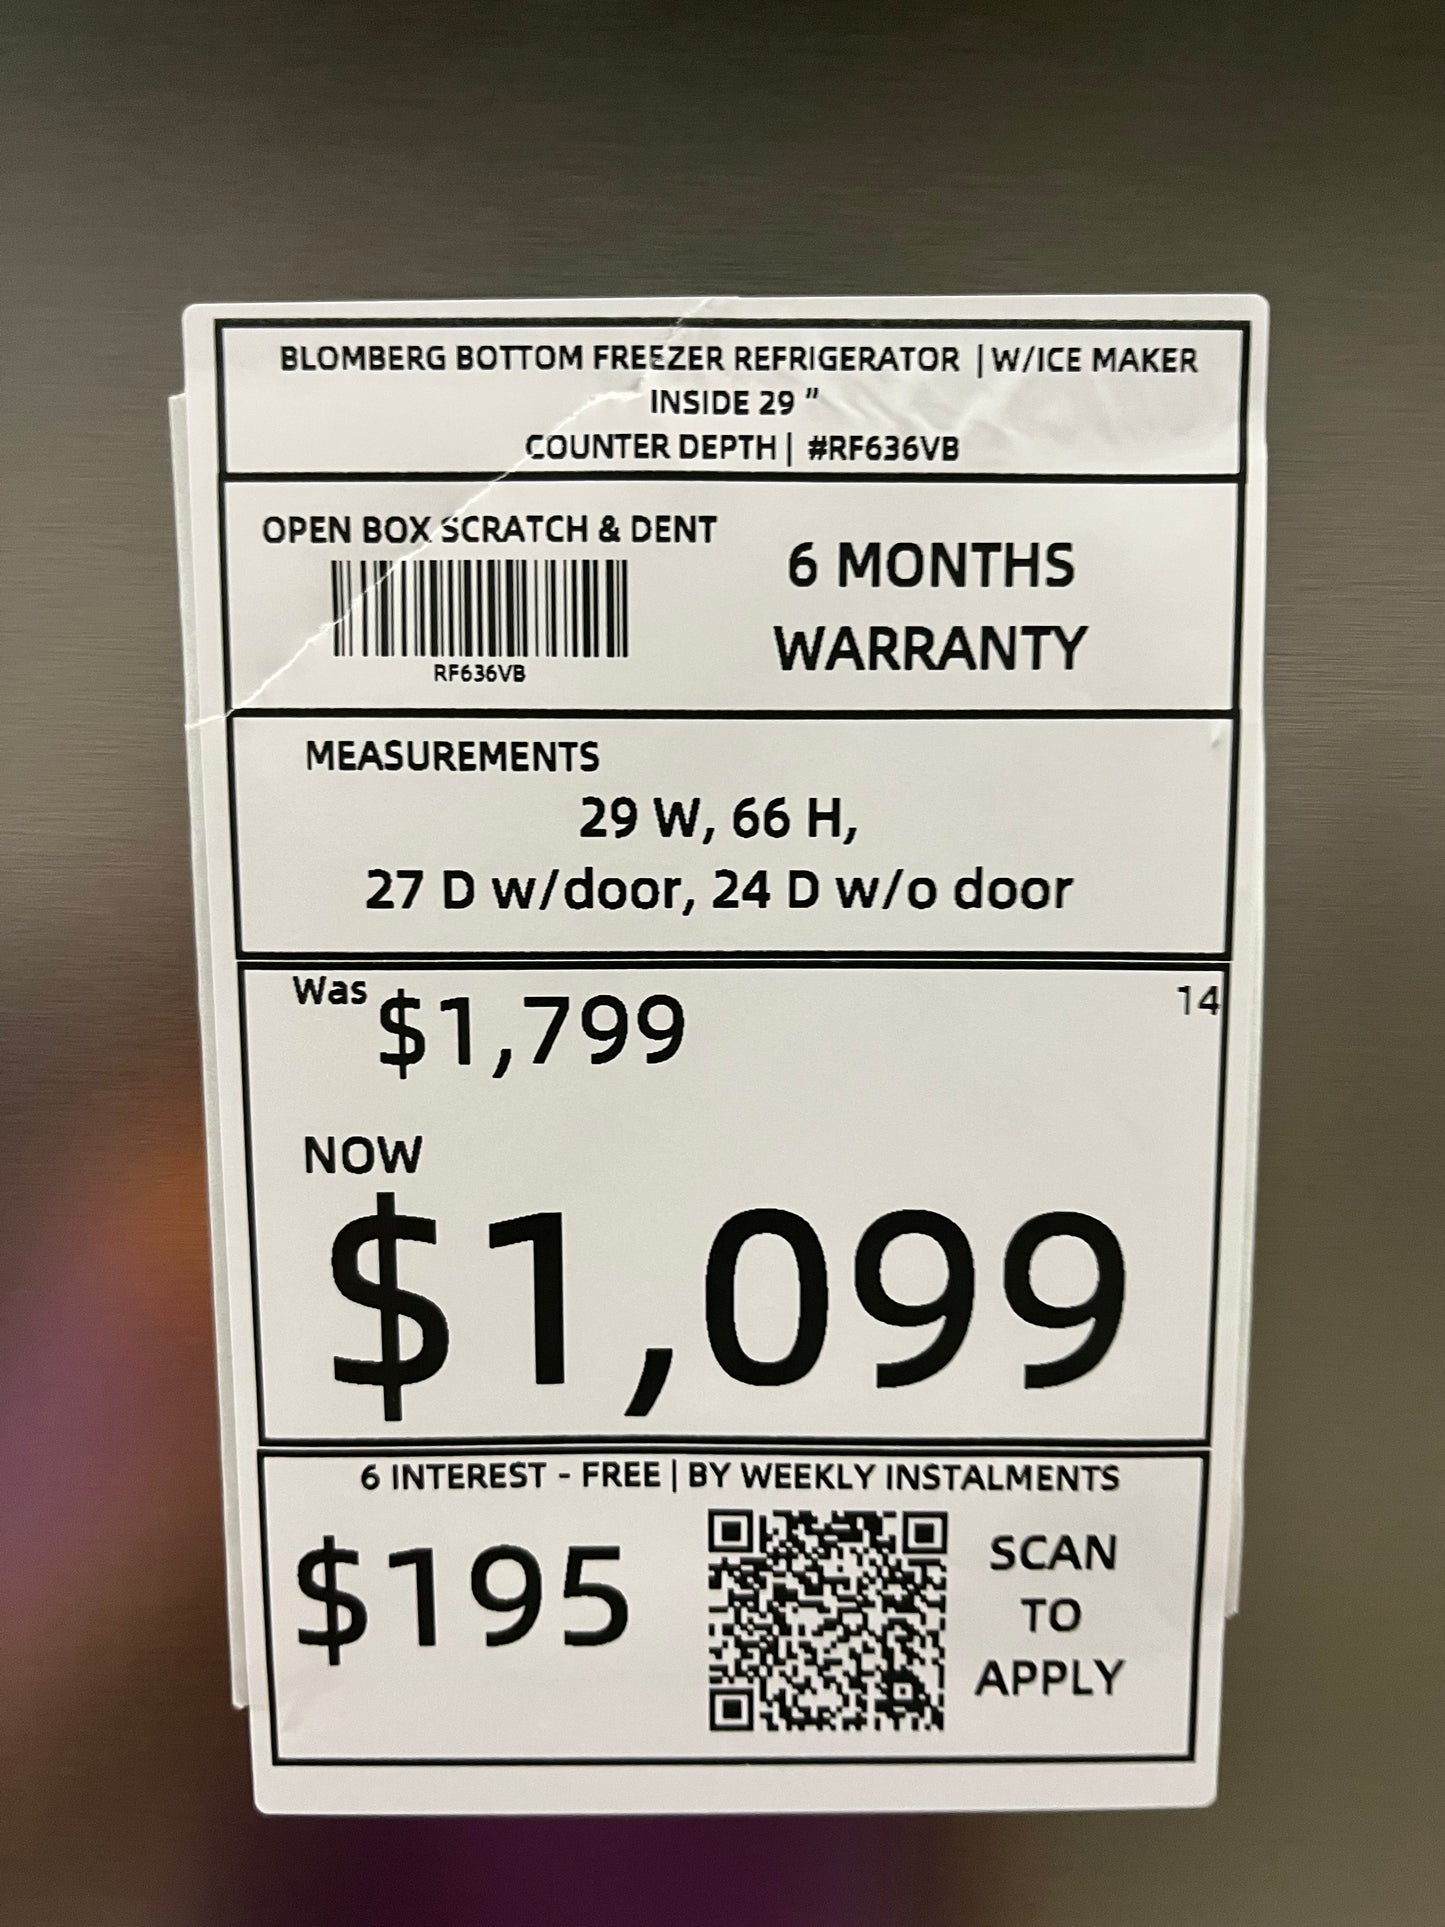 BLOMBERG BOTTOM FREEZER REFRIGERATOR | W/ICE MAKER
INSIDE 29 "
COUNTER DEPTH | #RF636VB
OPEN BOX SCRATCH & DENT
RF636VB
6 MONTHS
WARRANTY
MEASUREMENTS
29 W, 66 H,
27 D w/door, 24 D w/o door
Was $1,799
14
NOW
$1,099
6 INTEREST - FREE | BY WEEKLY INSTALMENTS
$195
SCAN
TO
APPLY